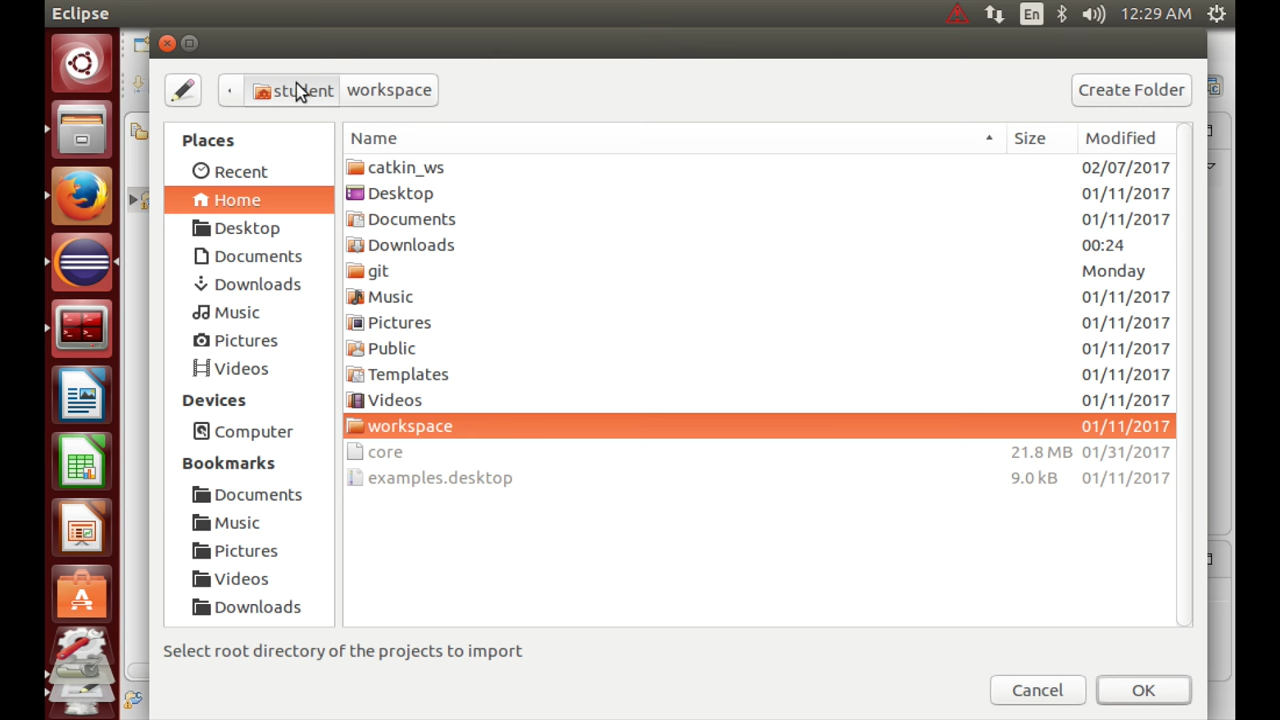 Eclipse
En
12:29 AM
student
workspace
Create Folder
Places
Recent
Home
Desktop
Documents
Downloads
Music
Pictures
Videos
Devices
Computer
Bookmarks
Documents
Music
Pictures
Videos
Downloads
Name Size Modified
catkin_ws 02/07/2017
Desktop 01/11/2017
Documents 01/11/2017
Downloads 00:24
git Monday
Music 01/11/2017
Pictures 01/11/2017
Public 01/11/2017
Templates 01/11/2017
Videos 01/11/2017
workspace 01/11/2017
core 21.8 MB 01/31/2017
examples.desktop 9.0 kB 01/11/2017
Select root directory of the projects to import
Cancel
OK